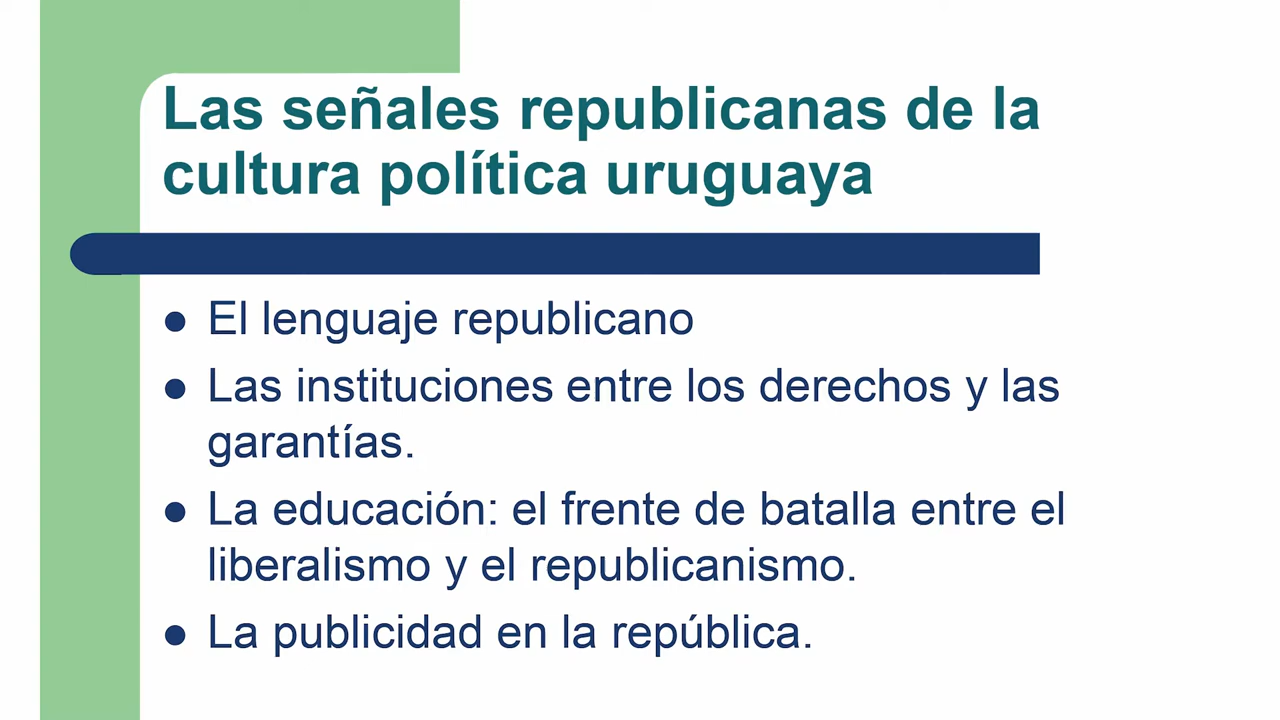 Las señales republicanas de la
cultura política uruguaya
El lenguaje republicano
Las instituciones entre los derechos y las
garantías.
La educación: el frente de batalla entre el
liberalismo y el republicanismo.
La publicidad en la república.